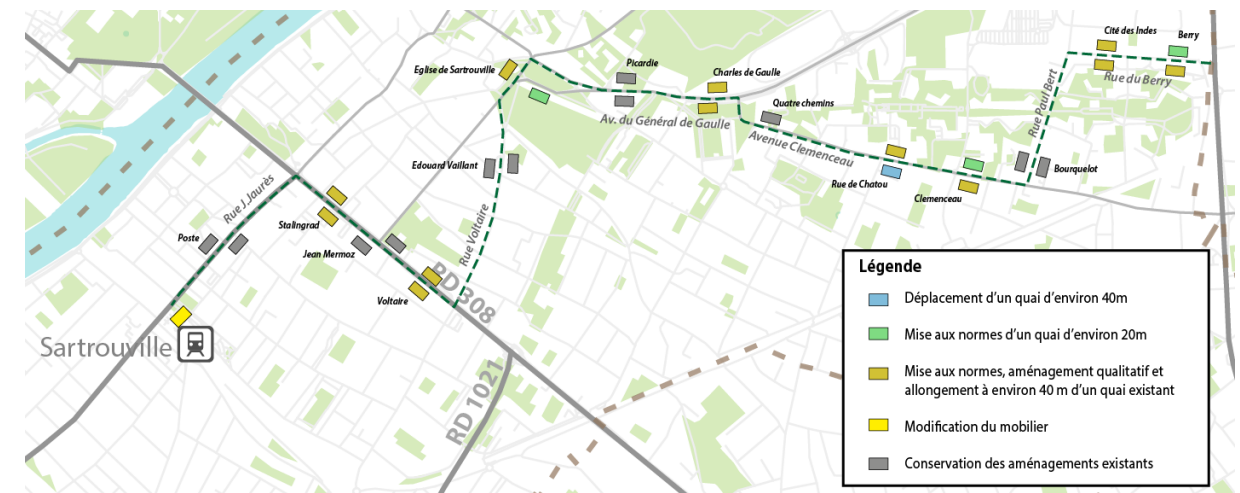 Cité des Indes
Berry
Rue du Berry
Eglise de Sartrouville
Picardie
Charles de Gaulle
Quatre chemins
Av. du Général de Gaulle
Avenue Clemenceau
Rue Paul Bert
Bourquelot
Edouard Vaillant
Rue de Chatou
Clemenceau
Rue J.Jaurès
Rue Voltaire
Poste
Stalingrad
Jean Mermoz
Voltaire
RD 308
RD 1021
Sartrouville
Légende
Déplacement d'un quai d'environ 40m
Mise aux normes d'un quai d'environ 20m
Mise aux normes, aménagement qualitatif et
allongement à environ 40 m d'un quai existant
Modification du mobilier
Conservation des aménagements existants